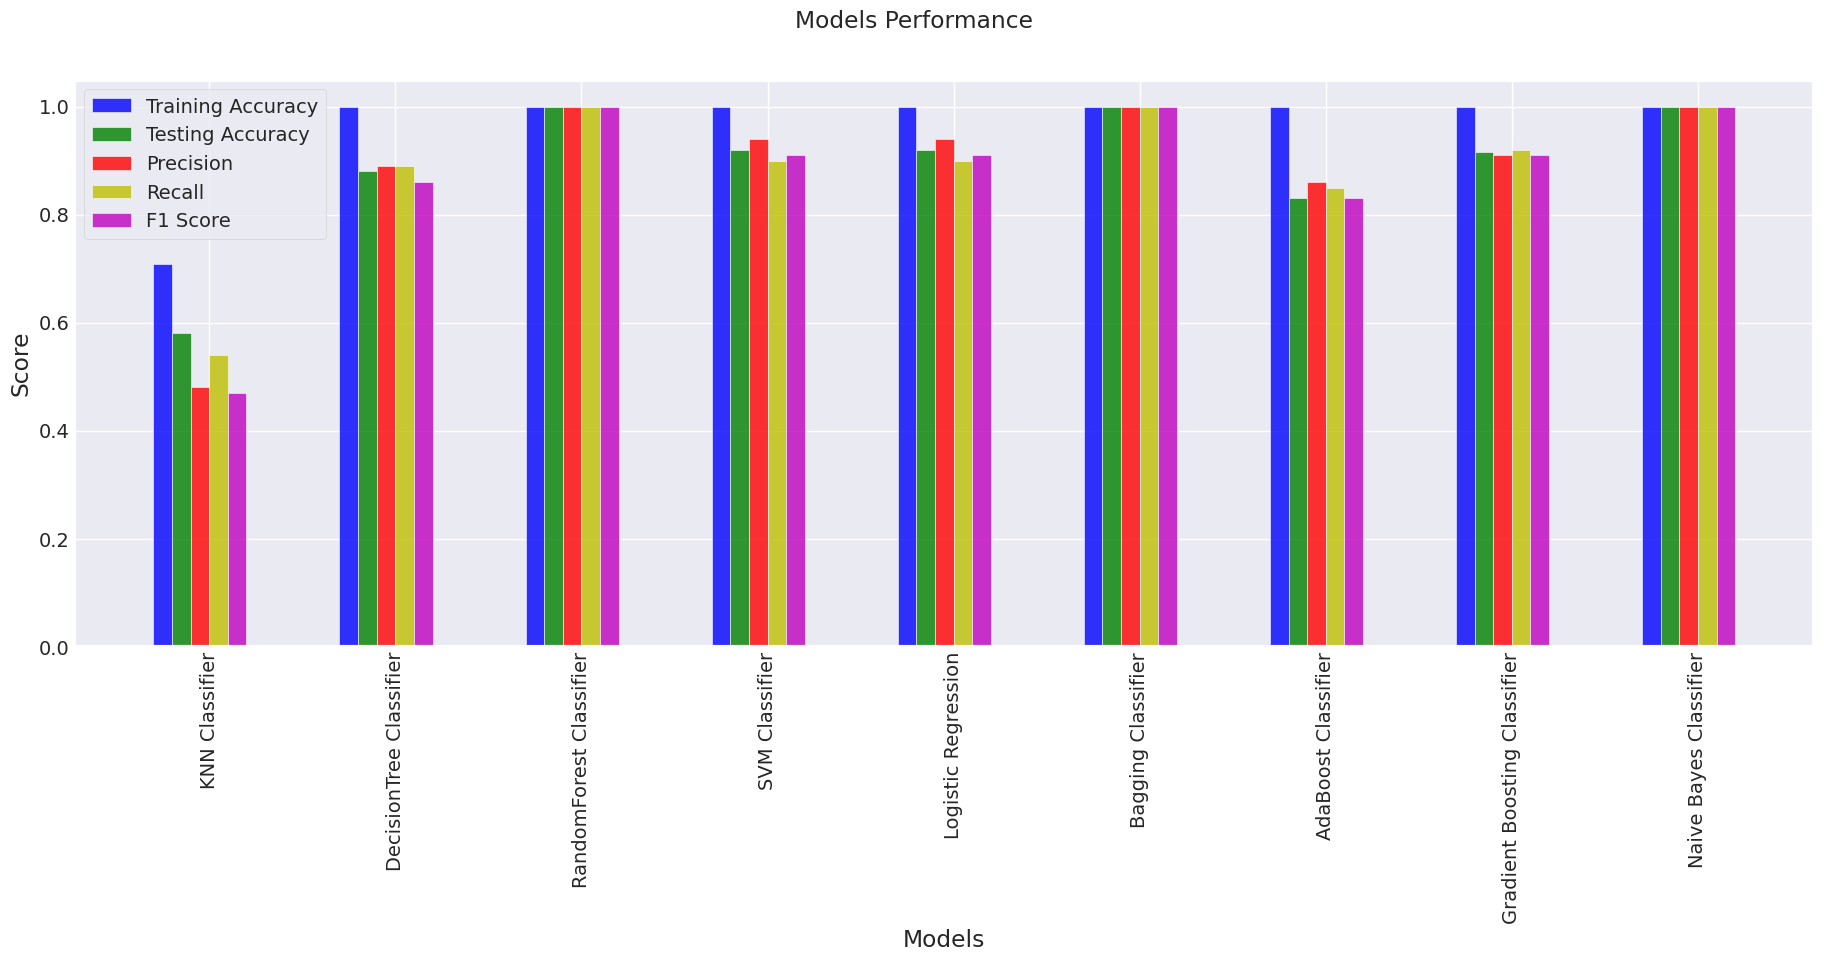 Models Performance
Training Accuracy
Testing Accuracy
Precision
Recall
F1 Score
1.0
0.8
0.6
0.4
0.2
0.0
Score
KNN Classifier
DecisionTree Classifier
RandomForest Classifier
SVM Classifier
Logistic Regression
Bagging Classifier
AdaBoost Classifier
Gradient Boosting Classifier
Naive Bayes Classifier
Models